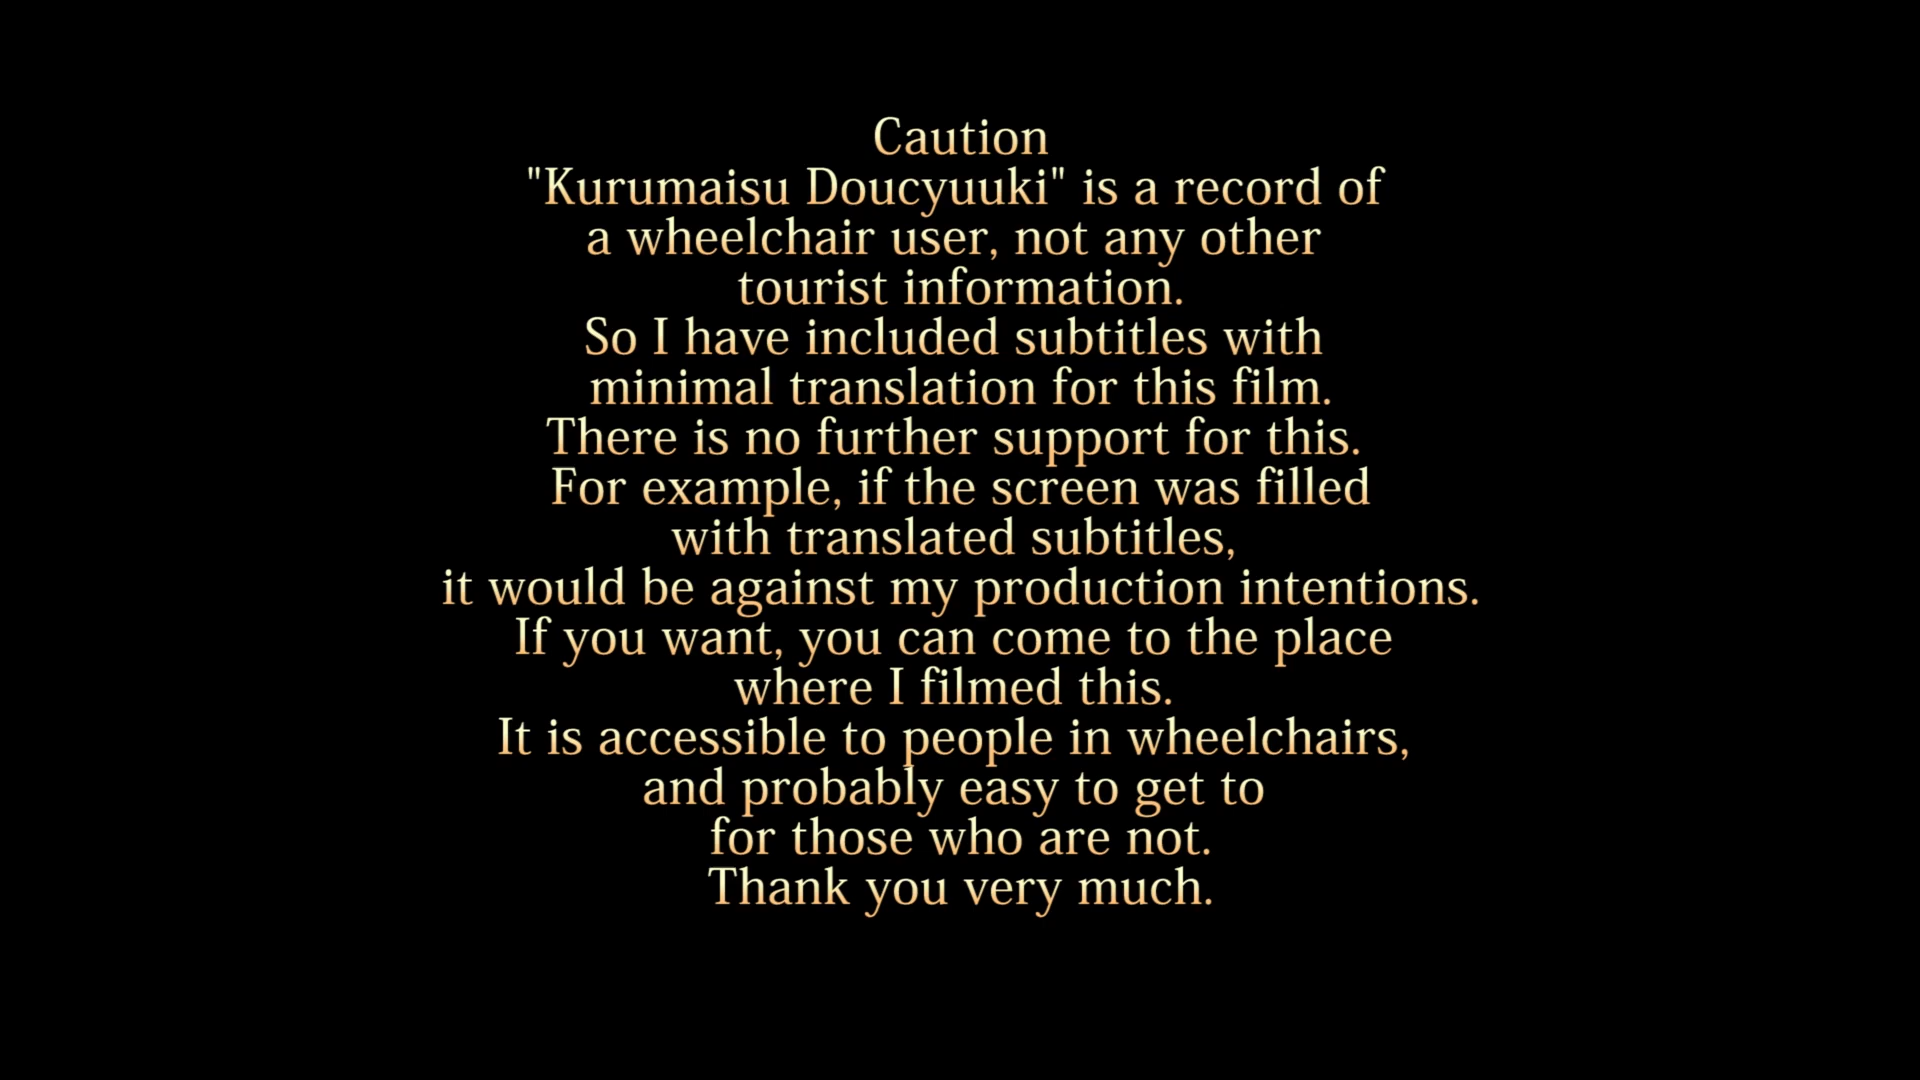 Caution
"Kurumaisu Doucyuuki" is a record of
a wheelchair user, not any other
tourist information.
So I have included subtitles with
minimal translation for this film.
There is no further support for this.
For example, if the screen was filled
with translated subtitles,
it would be against my production intentions.
If you want, you can come to the place
where I filmed this.
It is accessible to people in wheelchairs,
and probably easy to get to
for those who are not.
Thank you very much.